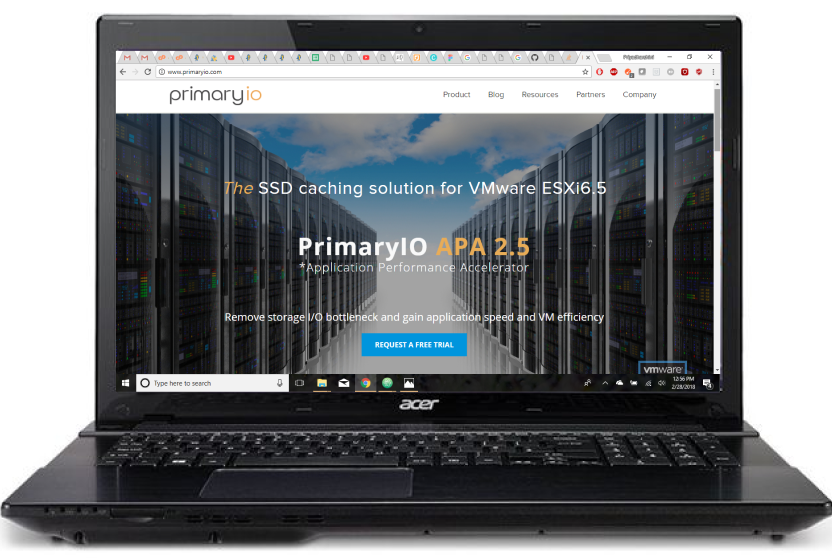 www.primaryio.com
primaryio
Product Blog Resources Partners Company
The SSD caching solution for VMware ESXi6.5
PrimaryIO APA 2.5
*Application Performance Accelerator
Remove storage I/O bottleneck and gain application speed and VM efficiency
REQUEST A FREE TRIAL
vmware
Type here to search
12:56 PM
2/28/2018
acer